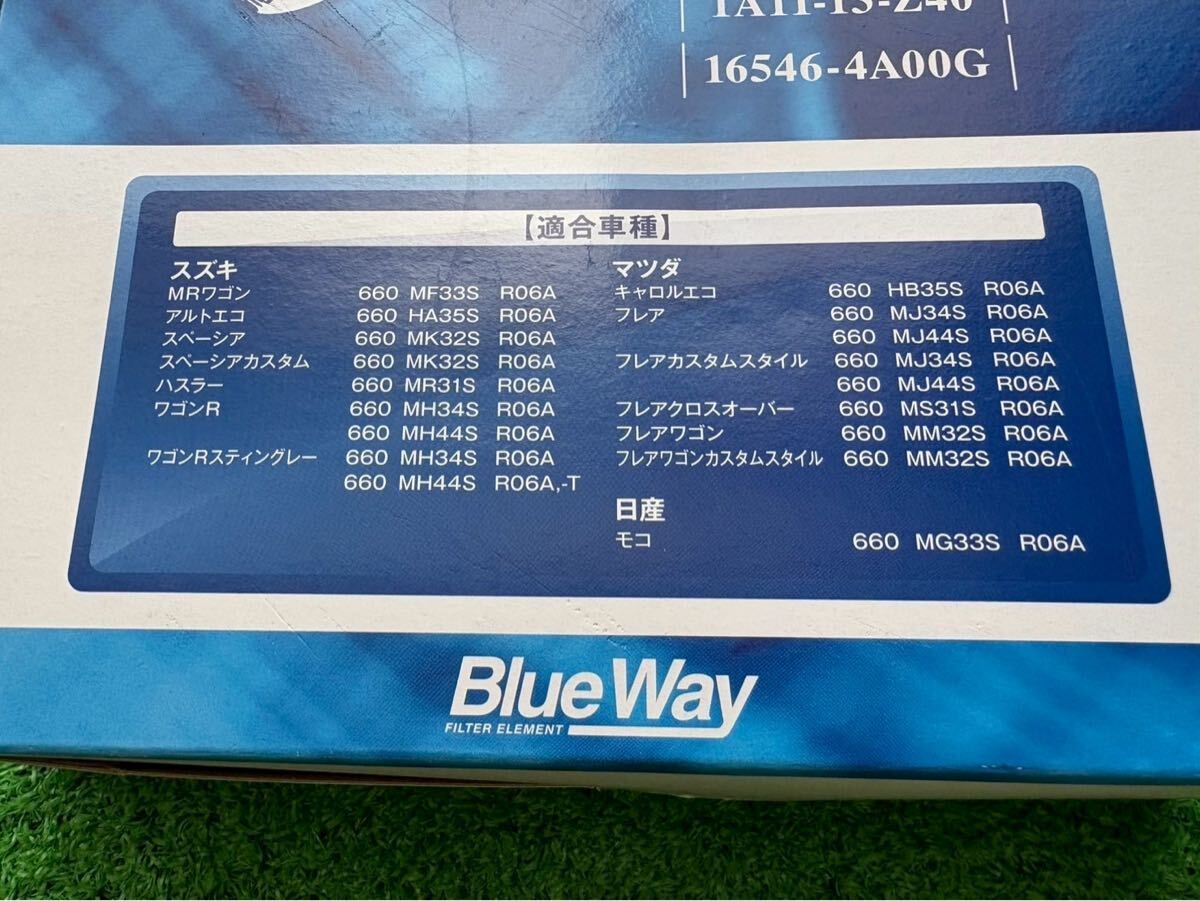 1A11-13-Z40
16546-4A00G
【適合車種】
スズキ
MRワゴン 660 MF33S R06A
アルトエコ 660 HA35S R06A
スペーシア 660 MK32S R06A
スペーシアカスタム 660 MK32S R06A
ハスラー 660 MR31S R06A
ワゴンR 660 MH34S R06A
660 MH44S R06A
ワゴンRスティングレー 660 MH34S R06A
660 MH44S R06A,-T
マツダ
キャロルエコ 660 HB35S R06A
フレア 660 MJ34S R06A
660 MJ44S R06A
フレアカスタムスタイル 660 MJ34S R06A
660 MJ44S R06A
フレアクロスオーバー 660 MS31S R06A
フレアワゴン 660 MM32S R06A
フレアワゴンカスタムスタイル 660 MM32S R06A
日産
モコ 660 MG33S R06A
Blue Way
FILTER ELEMENT